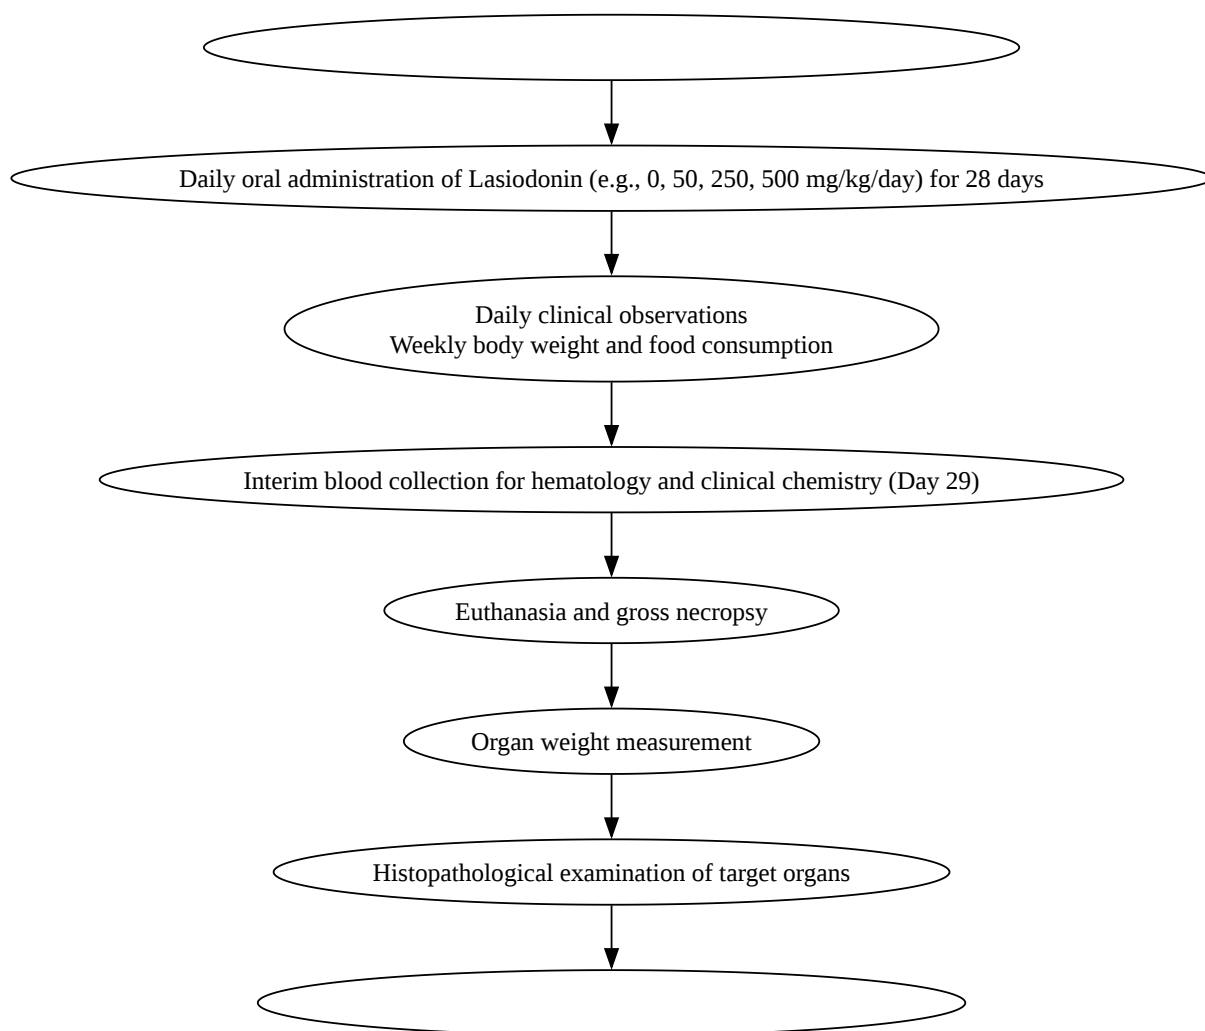 Daily oral administration of Lasiodonin (e.g., 0, 50, 250, 500 mg/kg/day) for 28 days
Daily clinical observations
Weekly body weight and food consumption
Interim blood collection for hematology and clinical chemistry (Day 29)
Euthanasia and gross necropsy
Organ weight measurement
Histopathological examination of target organs